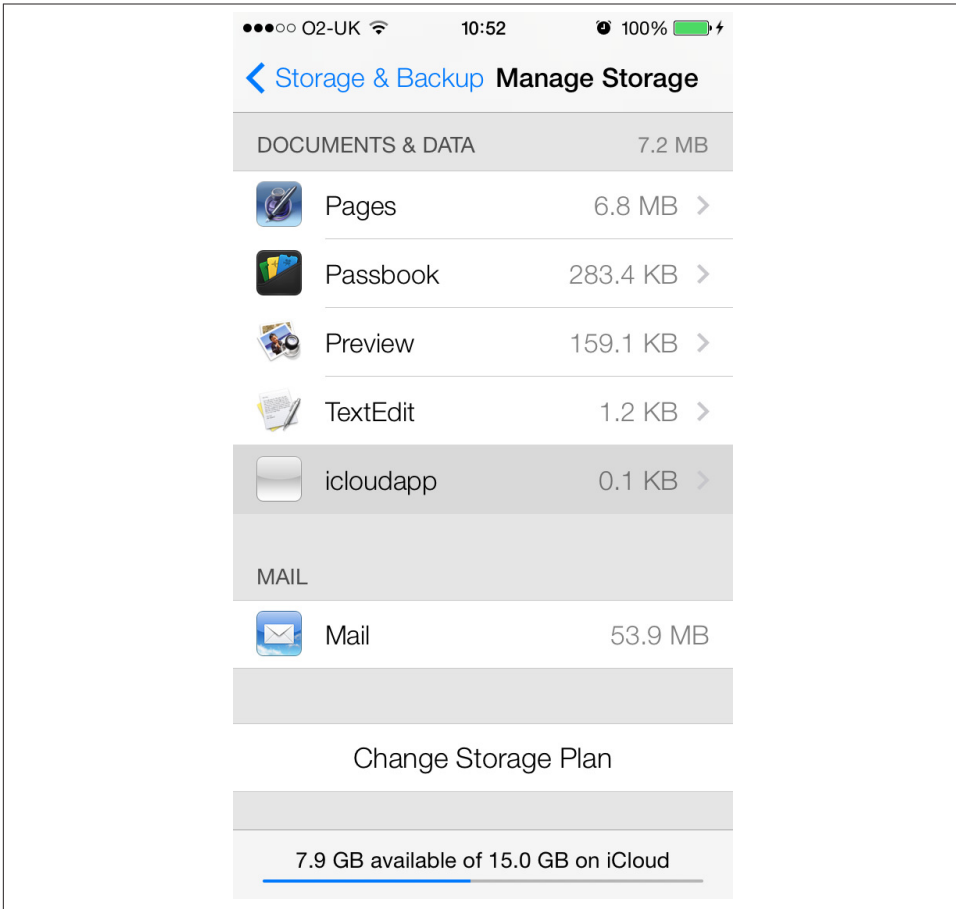 O2-UK 10:52 100%
Storage & Backup Manage Storage
DOCUMENTS & DATA 7.2 MB
Pages 6.8 MB
Passbook 283.4 KB
Preview 159.1 KB
TextEdit 1.2 KB
icloudapp 0.1 KB
MAIL
Mail 53.9 MB
Change Storage Plan
7.9 GB available of 15.0 GB on iCloud